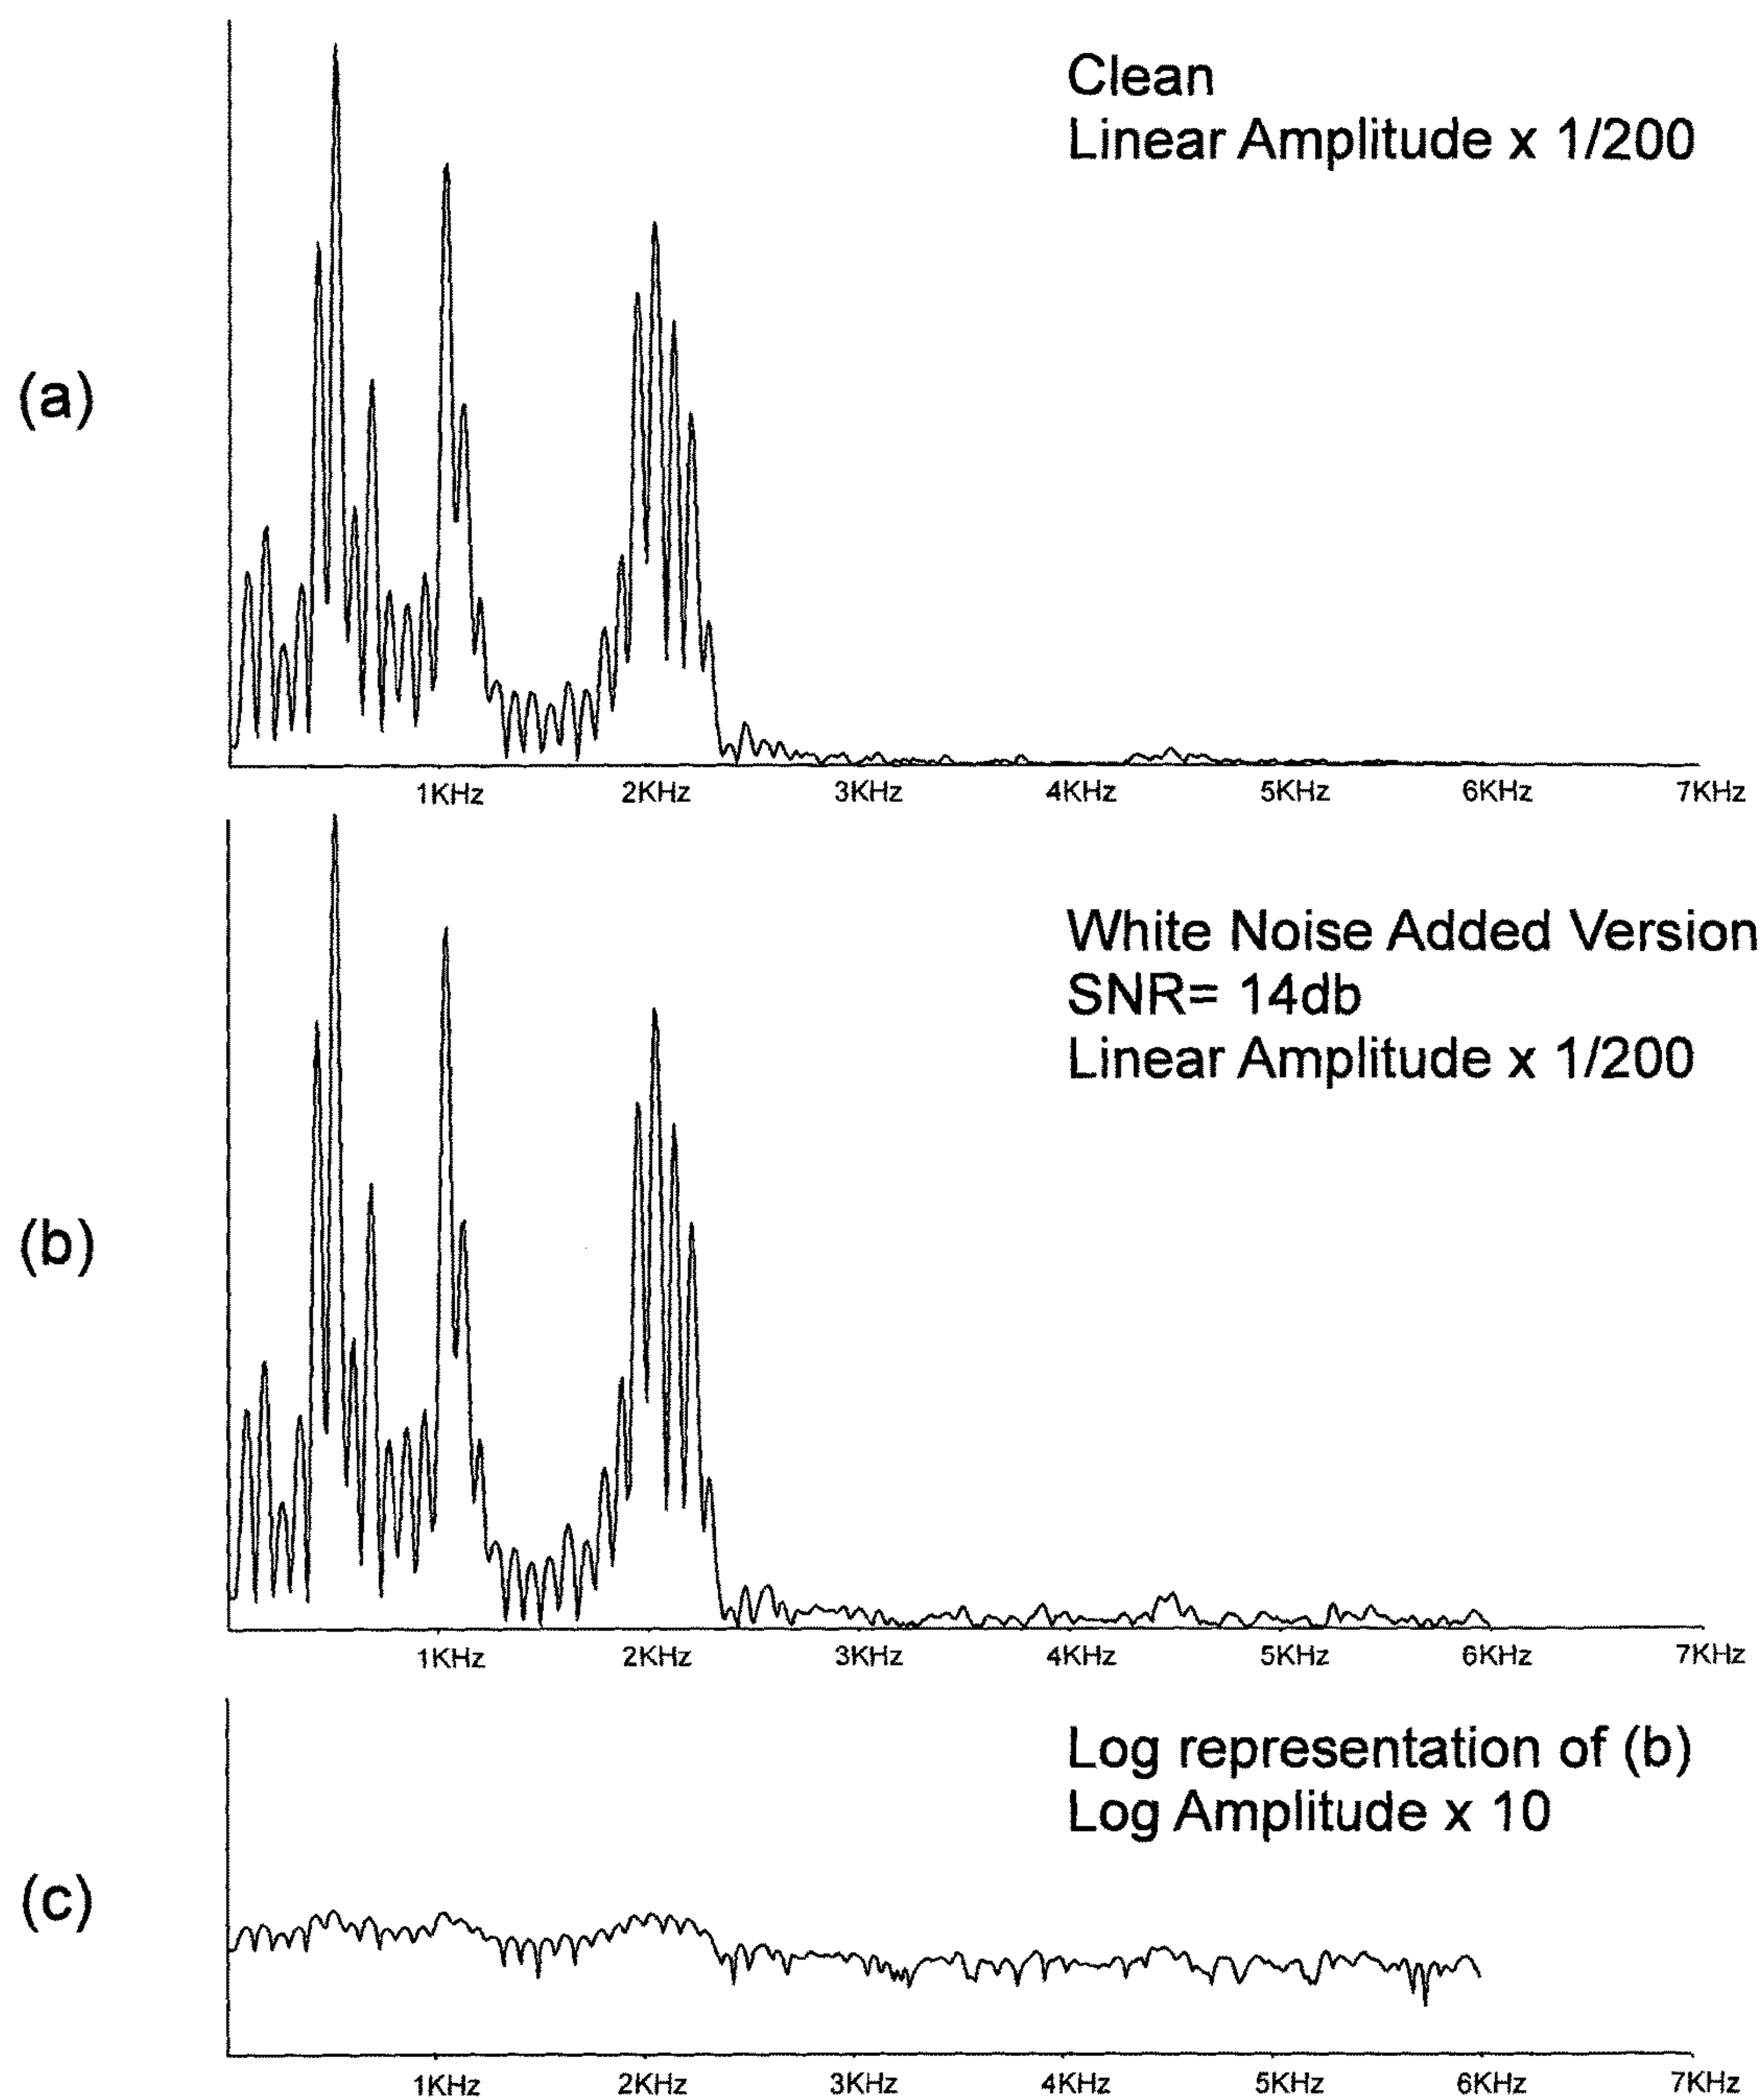 Clean
Linear Amplitude x 1/200
(a)
1KHz 2KHz 3KHz 4KHz 5KHz 6KHz 7KHz
White Noise Added Version
SNR= 14db
Linear Amplitude x 1/200
(b)
1KHz 2KHz 3KHz 4KHz 5KHz 6KHz 7KHz
Log representation of (b)
Log Amplitude x 10
(c)
1KHz 2KHz 3KHz 4KHz 5KHz 6KHz 7KHz